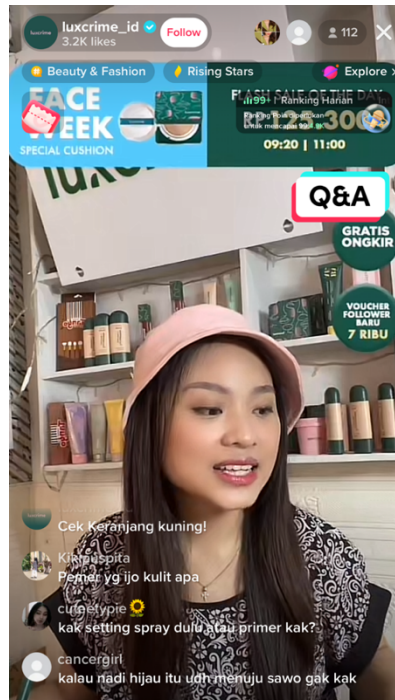 luxcrime_id
3.2K likes
Follow
112
Beauty & Fashion
Rising Stars
Explore
FACE
WEEK
SPECIAL CUSHION
FLASH SALE OF THE DAY
Ranking Harian
09:20 | 11:00
Q&A
GRATIS
ONGKIR
VOUCHER
FOLLOWER
BARU
7 RIBU
Cek Keranjang kuning!
Kikipuspita
Pemer yg ijo kulit apa
cutpetypie
kak setting spray dulu atau primer kak?
cancergirl
kalau nadi hijau itu udh menuju sawo gak kak